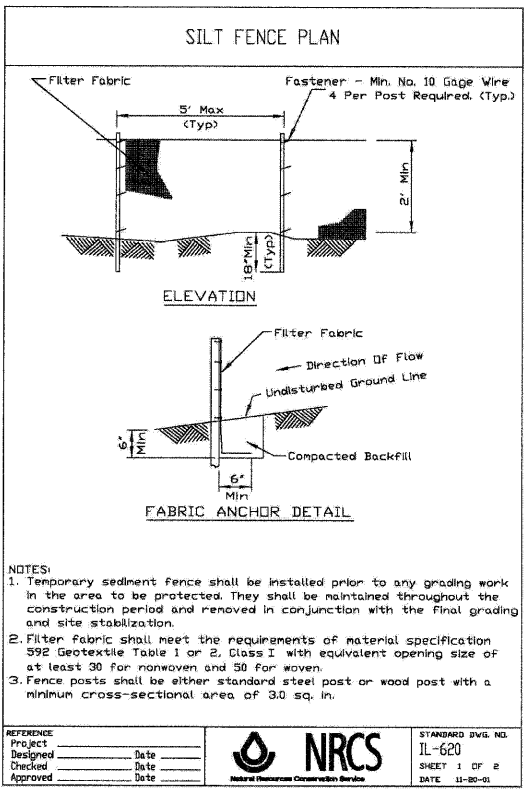 SILT FENCE PLAN
Filter Fabric
Fastener - Min. No. 10 Gage Wire
4 Per Post Required. (Typ.)
5' Max
(Typ)
2' Min
18"Min
(Typ)
ELEVATION
Filter Fabric
Direction Of Flow
Undisturbed Ground Line
6"
Min
Compacted Backfill
6"
Min
FABRIC ANCHOR DETAIL
NOTES:
1. Temporary sediment fence shall be installed prior to any grading work
in the area to be protected. They shall be maintained throughout the
construction period and removed in conjunction with the final grading
and site stabilization.
2. Filter fabric shall meet the requirements of material specification
592 Geotextile Table 1 or 2, Class I with equivalent opening size of
at least 30 for nonwoven and 50 for woven.
3. Fence posts shall be either standard steel post or wood post with a
minimum cross-sectional area of 3.0 sq. in.
REFERENCE
Project
Designed Date
Checked Date
Approved Date
NRCS
Natural Resources Conservation Service
STANDARD DWG. NO.
IL-620
SHEET 1 OF 2
DATE 11-20-01